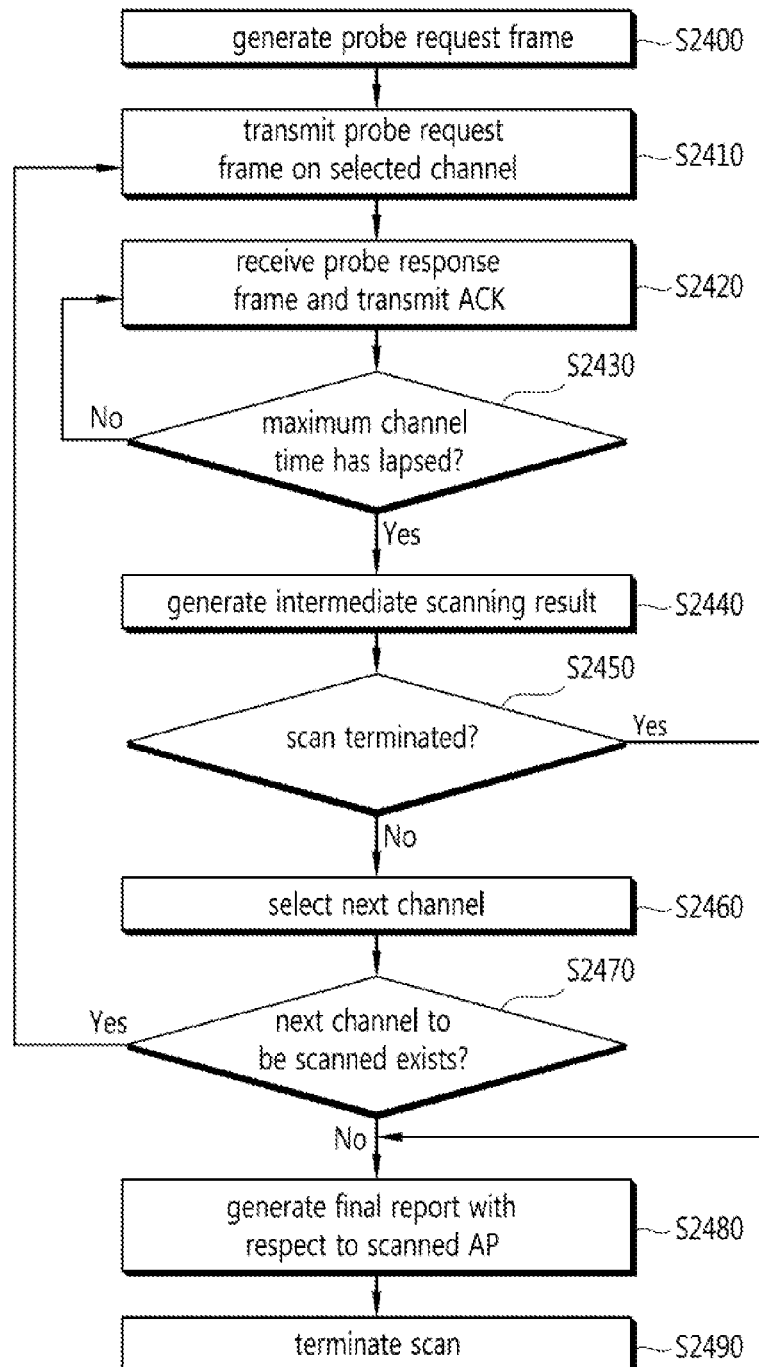 generate probe request frame
S2400
transmit probe request
frame on selected channel
S2410
receive probe response
frame and transmit ACK
S2420
S2430
No
maximum channel
time has lapsed?
Yes
generate intermediate scanning result
S2440
S2450
scan terminated?
Yes
No
select next channel
S2460
S2470
Yes
next channel to
be scanned exists?
No
generate final report with
respect to scanned AP
S2480
terminate scan
S2490